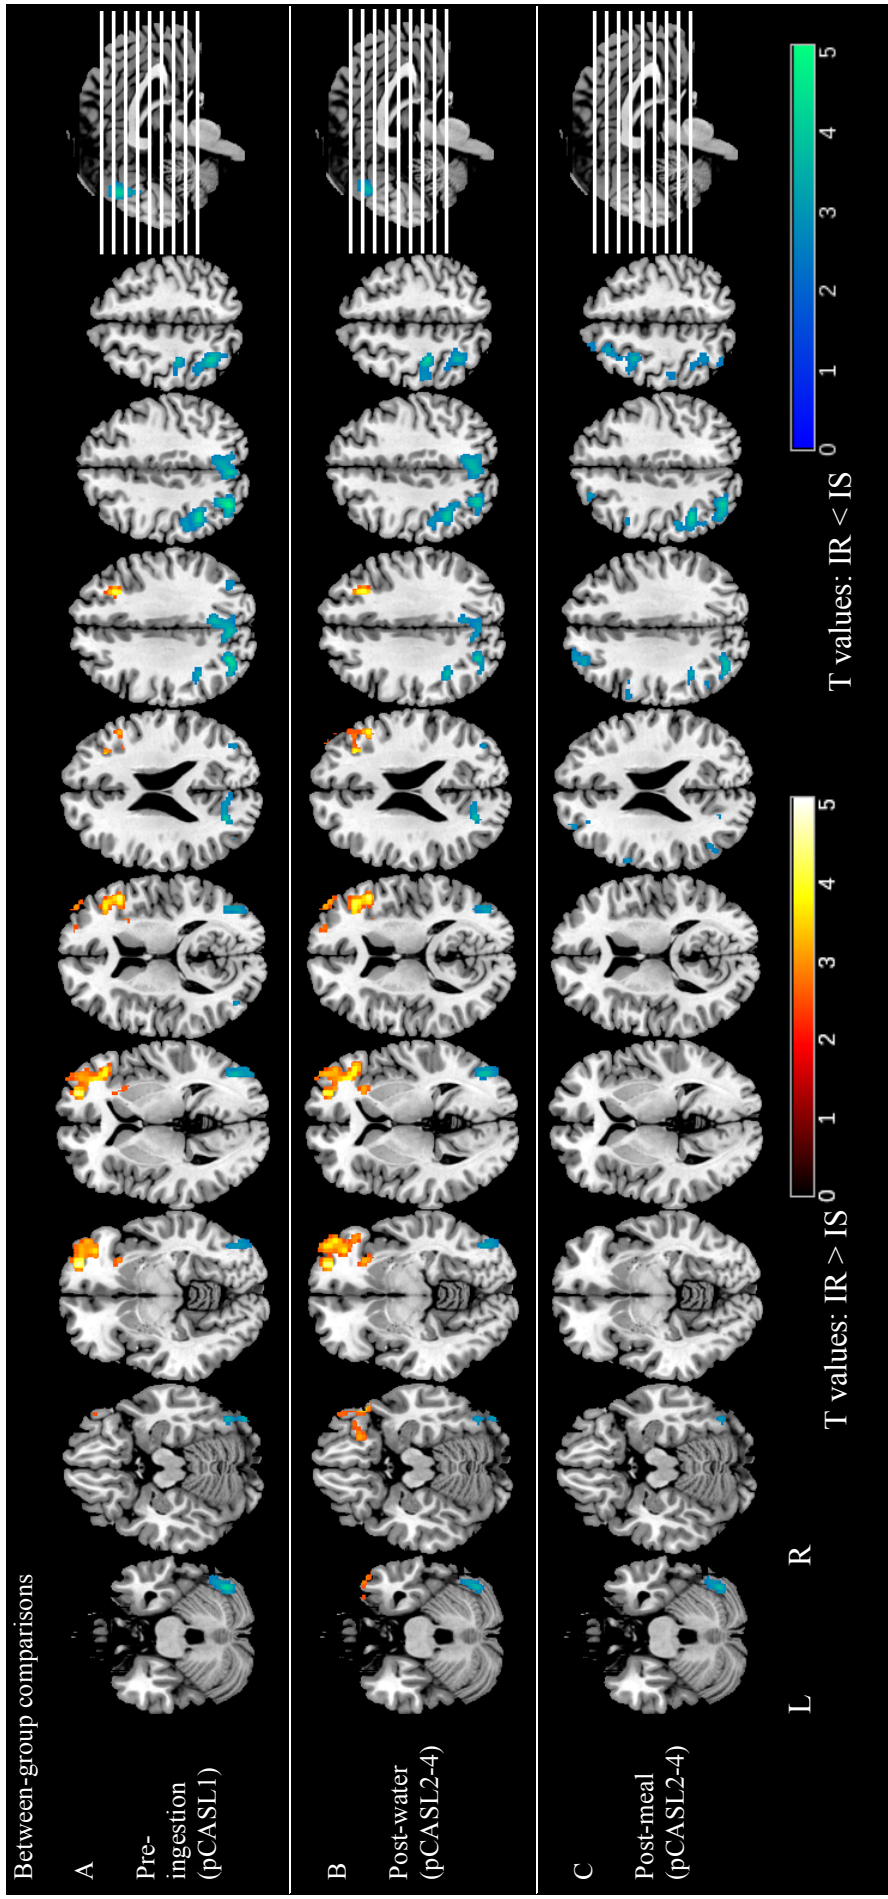 Between-group comparisons
A
Pre-
ingestion
(pCASL1)
B
Post-water
(pCASL2-4)
C
Post-meal
(pCASL2-4)
L
R
T values: IR > IS
0 1 2 3 4 5
T values: IR < IS
0 1 2 3 4 5